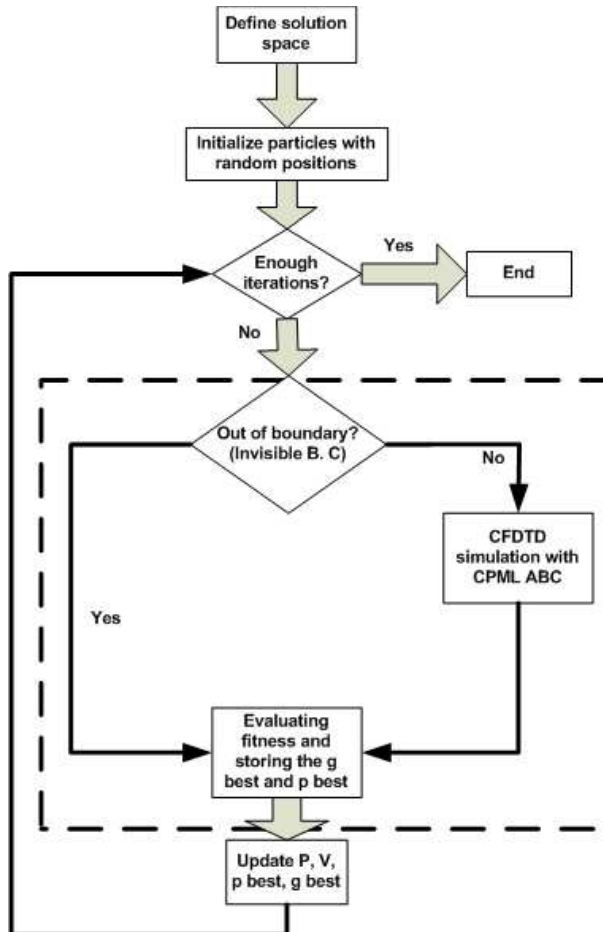 Define solution
space
Initialize particles with
random positions
Enough
iterations?
Yes
End
No
Out of boundary?
(Invisible B. C)
No
CFDTD
simulation with
CPML ABC
Yes
Evaluating
fitness and
storing the g
best and p best
Update P, V,
p best, g best